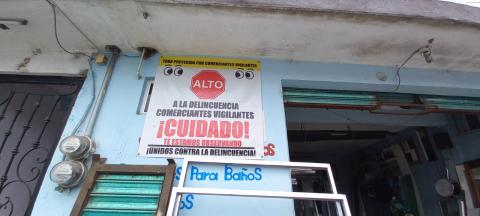 ZONA PROTEGIDA POR COMERCIANTES VIGILANTES
ALTO
A LA DELINCUENCIA
COMERCIANTES VIGILANTES
¡CUIDADO!
TE ESTAMOS OBSERVANDO
¡UNIDOS CONTRA LA DELINCUENCIA!
s Para Baños